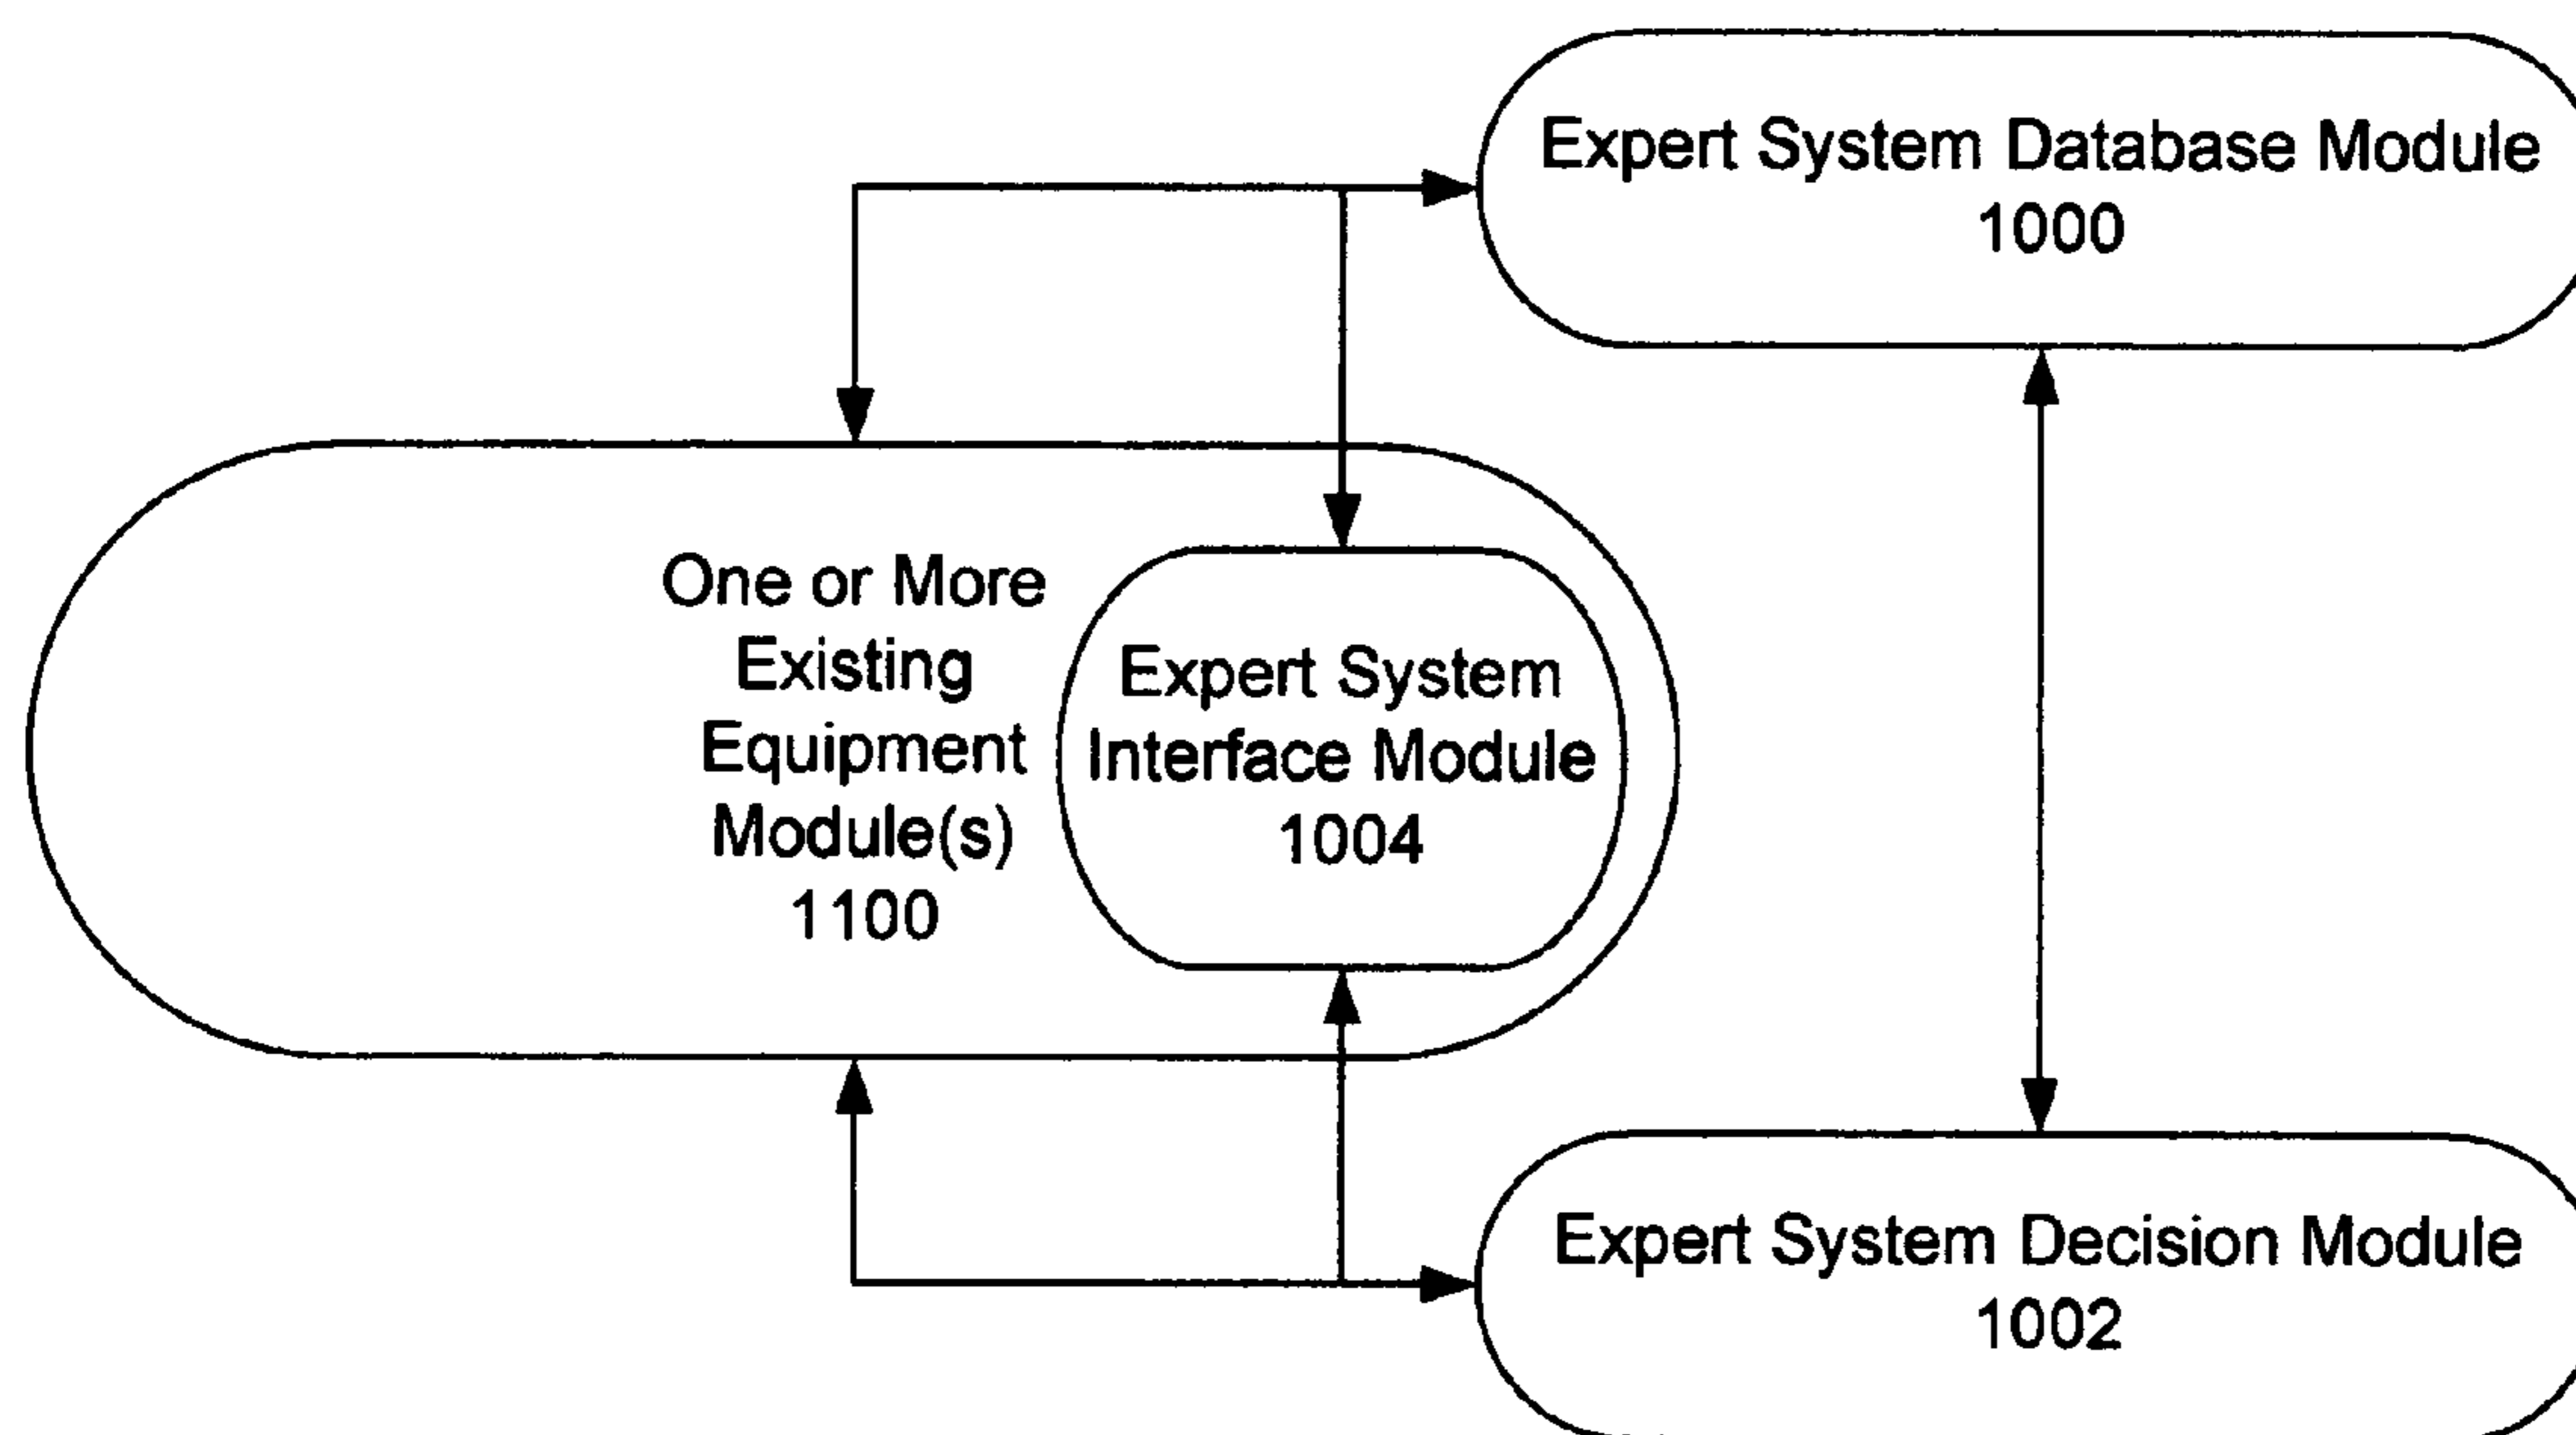 Expert System Database Module
1000
One or More
Existing
Equipment
Module(s)
1100
Expert System
Interface Module
1004
Expert System Decision Module
1002